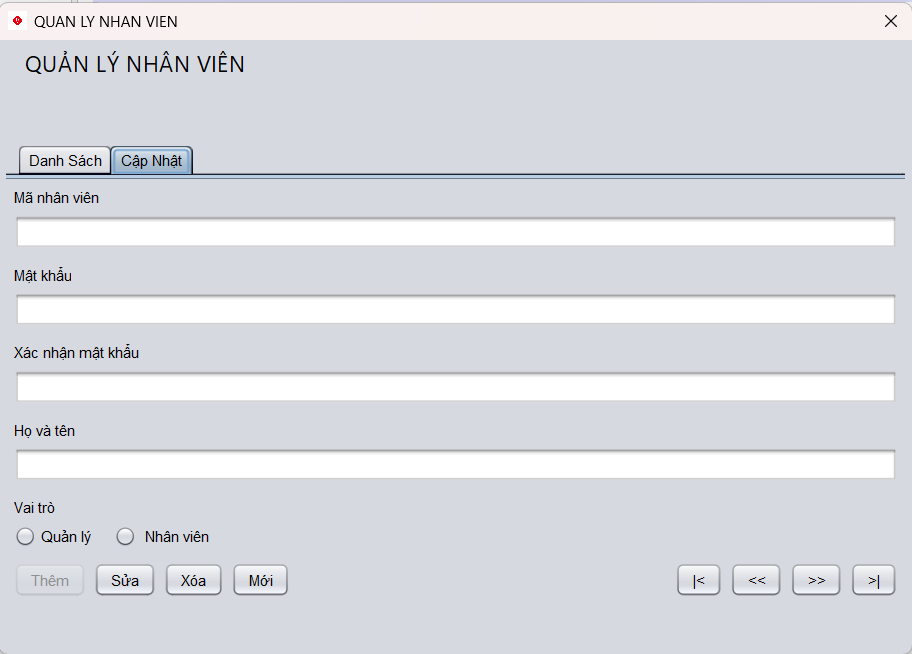 QUAN LY NHAN VIEN
QUẢN LÝ NHÂN VIÊN
Danh Sách Cập Nhật
Mã nhân viên
Mật khẩu
Xác nhận mật khẩu
Họ và tên
Vai trò
Quản lý Nhân viên
Thêm Sửa Xóa Mới |< << >> >|